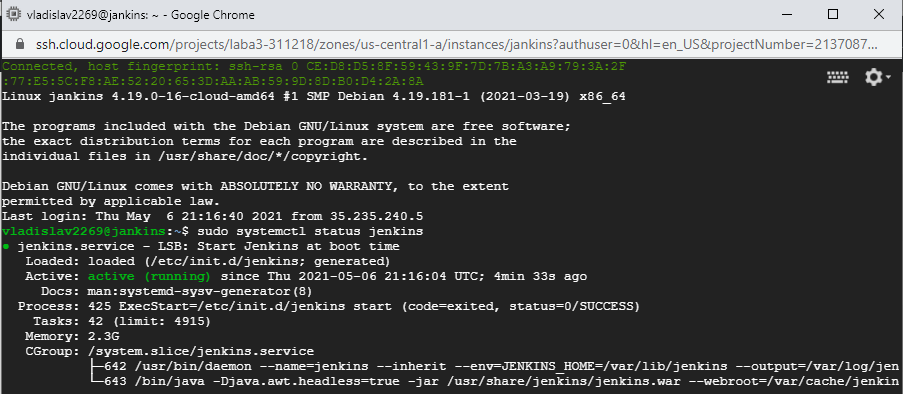 vladislav2269@jankins: ~ - Google Chrome
ssh.cloud.google.com/projects/laba3-311218/zones/us-central1-a/instances/jankins?authuser=0&hl=en_US&projectNumber=2137087...
Connected, host fingerprint: ssh-rsa 0 CE:D8:D5:8F:59:43:9F:7D:7B:A3:A9:79:3A:2F
:77:E5:5C:F8:AE:52:20:65:3D:AA:AB:59:9D:8D:B0:D4:2A:8A
Linux jankins 4.19.0-16-cloud-amd64 #1 SMP Debian 4.19.181-1 (2021-03-19) x86_64
The programs included with the Debian GNU/Linux system are free software;
the exact distribution terms for each program are described in the
individual files in /usr/share/doc/*/copyright.
Debian GNU/Linux comes with ABSOLUTELY NO WARRANTY, to the extent
permitted by applicable law.
Last login: Thu May  6 21:16:40 2021 from 35.235.240.5
vladislav2269@jankins:~$ sudo systemctl status jenkins
● jenkins.service - LSB: Start Jenkins at boot time
Loaded: loaded (/etc/init.d/jenkins; generated)
Active: active (running) since Thu 2021-05-06 21:16:04 UTC; 4min 33s ago
Docs: man:systemd-sysv-generator(8)
Process: 425 ExecStart=/etc/init.d/jenkins start (code=exited, status=0/SUCCESS)
Tasks: 42 (limit: 4915)
Memory: 2.3G
CGroup: /system.slice/jenkins.service
├─642 /usr/bin/daemon --name=jenkins --inherit --env=JENKINS_HOME=/var/lib/jenkins --output=/var/log/jen
└─643 /bin/java -Djava.awt.headless=true -jar /usr/share/jenkins/jenkins.war --webroot=/var/cache/jenkin